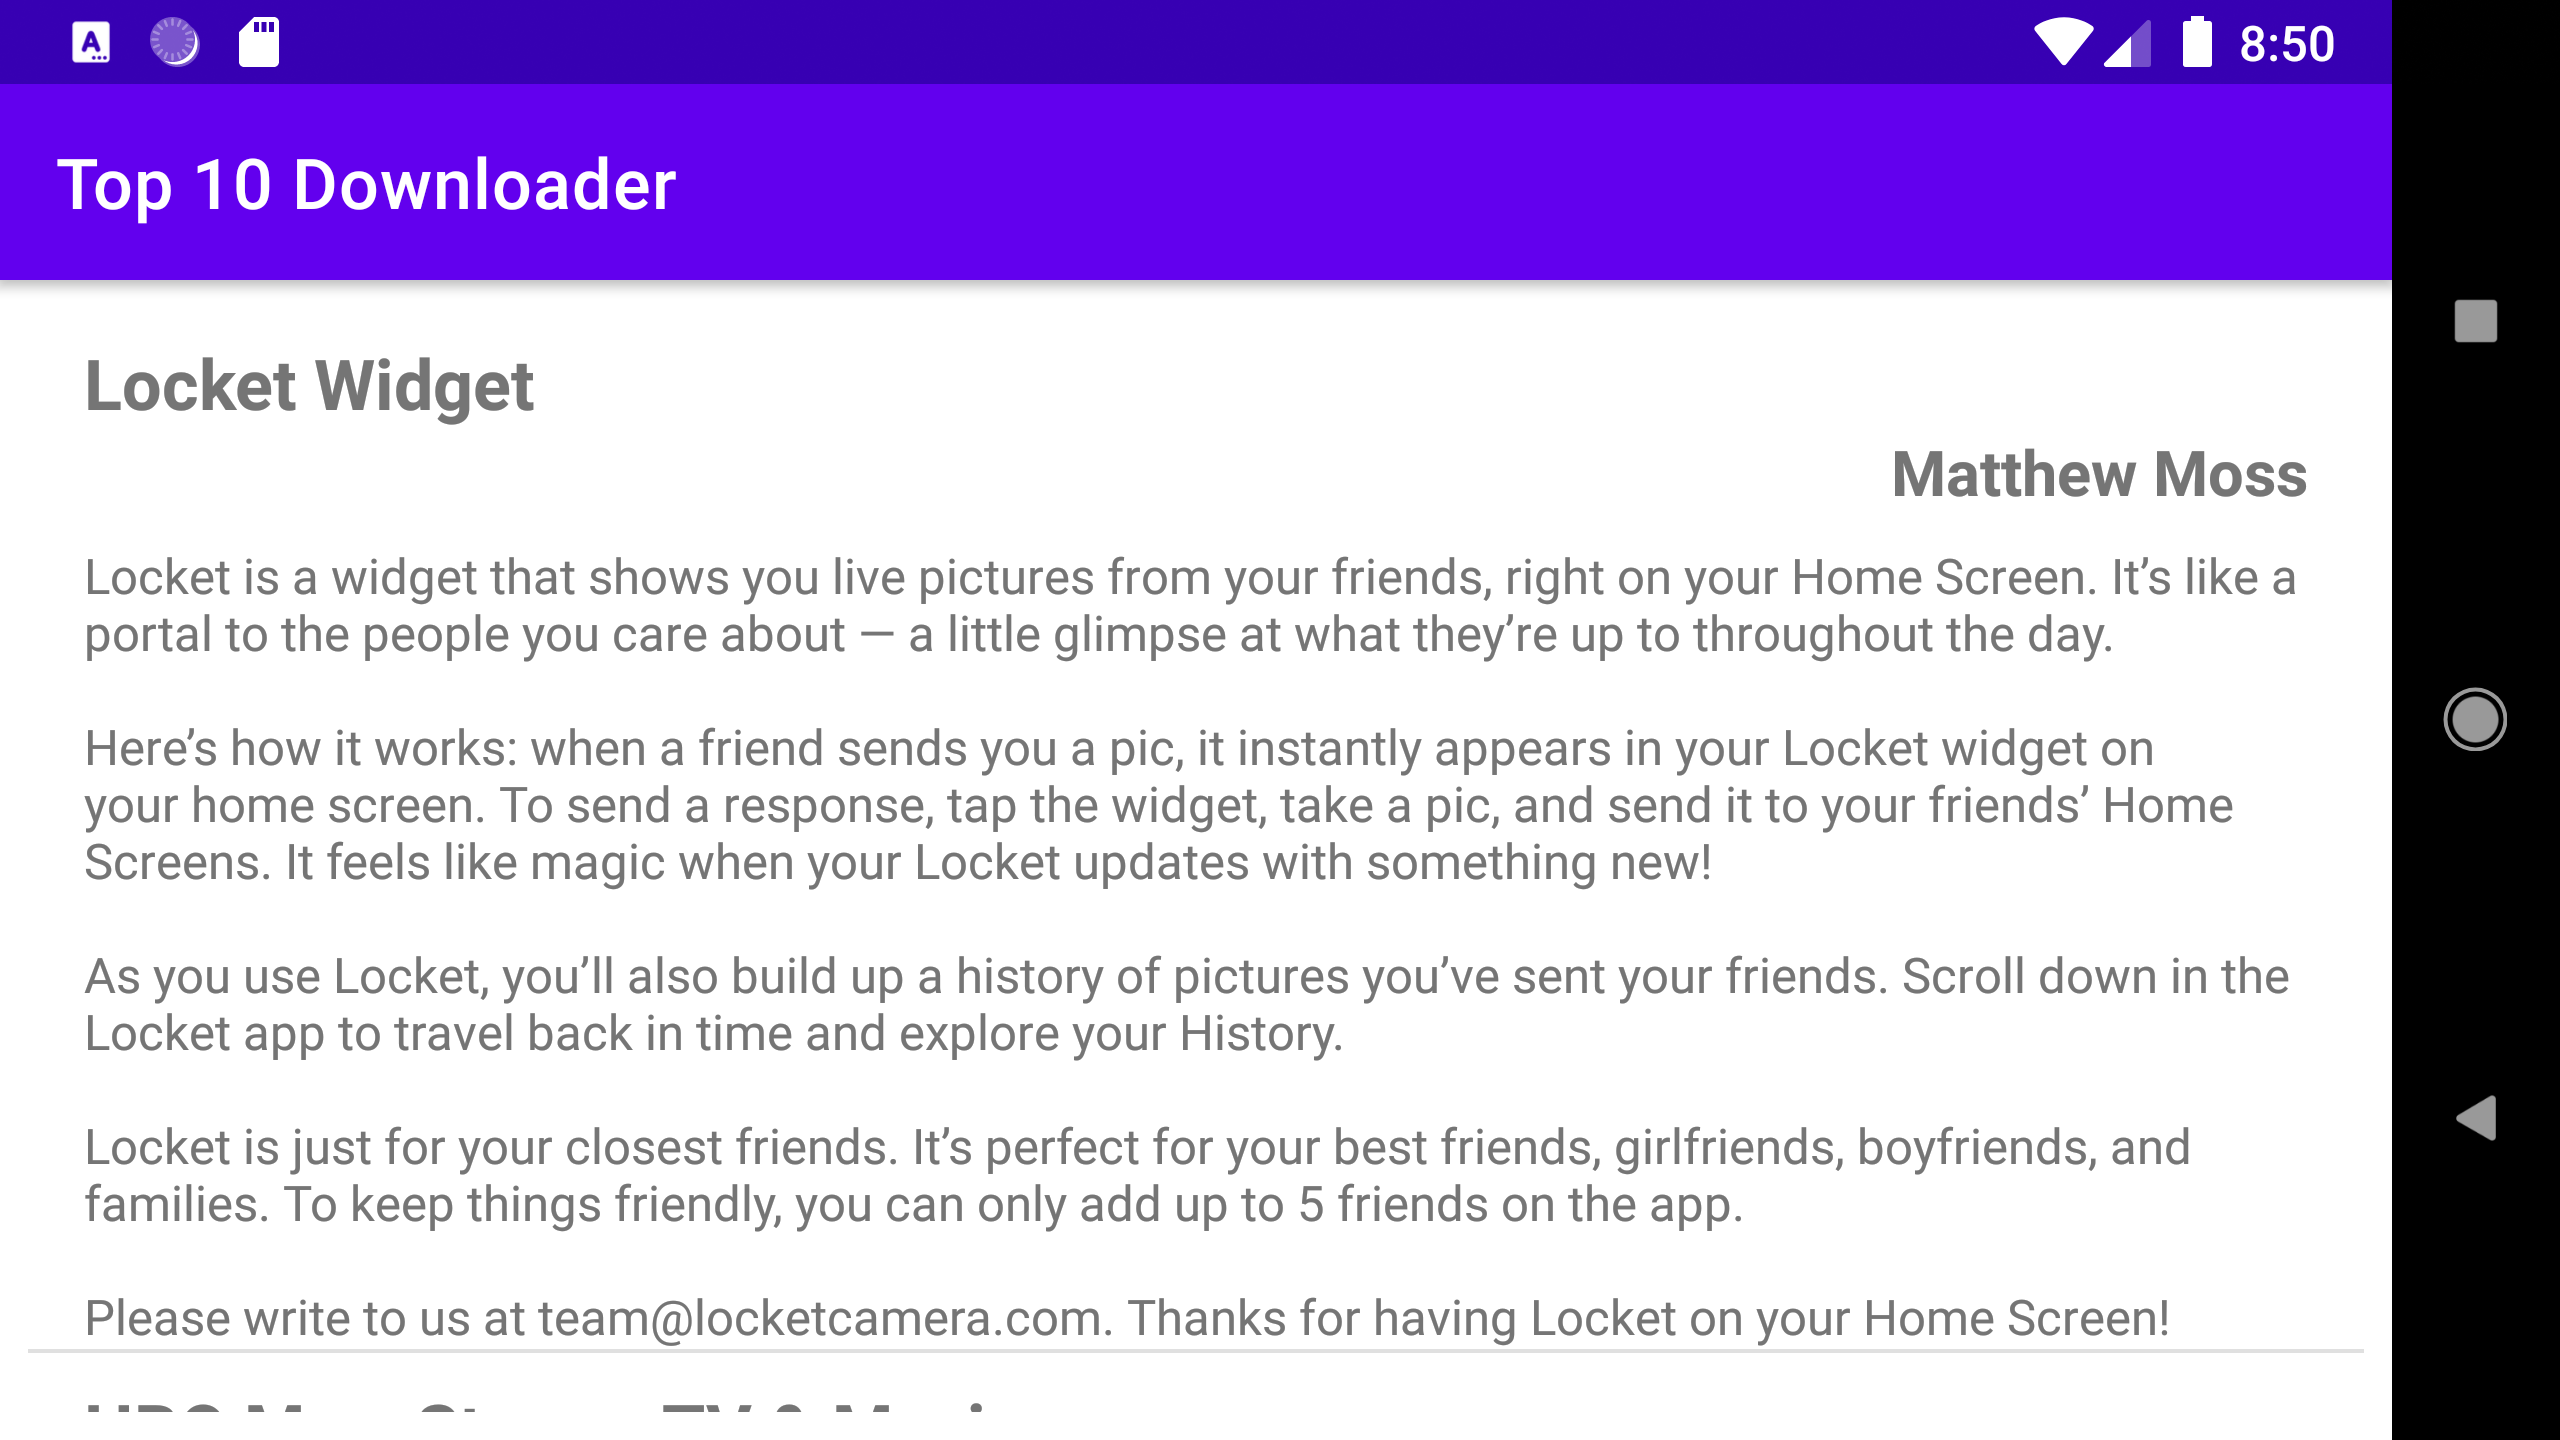 8:50
Top 10 Downloader
Locket Widget
Matthew Moss
Locket is a widget that shows you live pictures from your friends, right on your Home Screen. It’s like a
portal to the people you care about — a little glimpse at what they’re up to throughout the day.
Here’s how it works: when a friend sends you a pic, it instantly appears in your Locket widget on
your home screen. To send a response, tap the widget, take a pic, and send it to your friends’ Home
Screens. It feels like magic when your Locket updates with something new!
As you use Locket, you’ll also build up a history of pictures you’ve sent your friends. Scroll down in the
Locket app to travel back in time and explore your History.
Locket is just for your closest friends. It’s perfect for your best friends, girlfriends, boyfriends, and
families. To keep things friendly, you can only add up to 5 friends on the app.
Please write to us at team@locketcamera.com. Thanks for having Locket on your Home Screen!